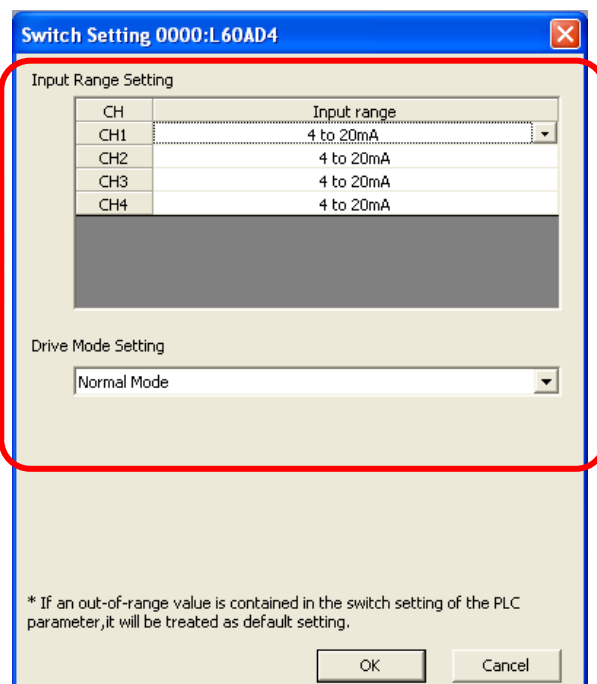 Switch Setting 0000:L60AD4
Input Range Setting
CH Input range
CH1 4 to 20mA
CH2 4 to 20mA
CH3 4 to 20mA
CH4 4 to 20mA
Drive Mode Setting
Normal Mode
* If an out-of-range value is contained in the switch setting of the PLC
parameter,it will be treated as default setting.
OK Cancel